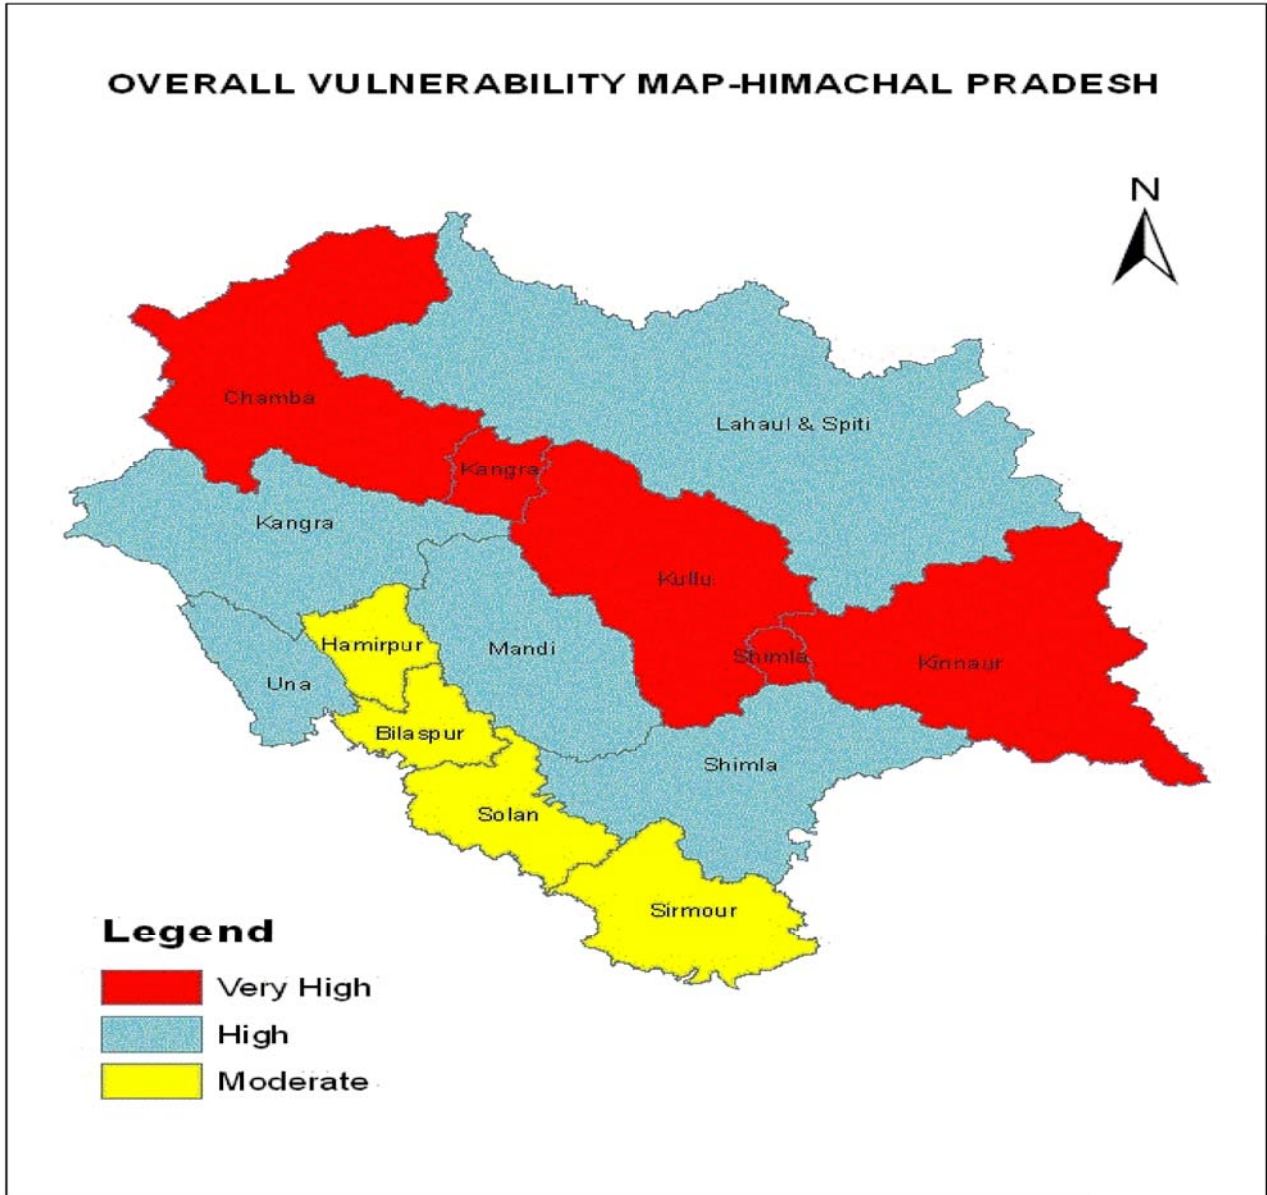 OVERALL VULNERABILITY MAP-HIMACHAL PRADESH
N
Chamba
Lahaul & Spiti
Kangra
Kangra
Kullu
Hamirpur
Mandi
Shimla
Kinnaur
Una
Bilaspur
Shimla
Solan
Sirmour
Legend
Very High
High
Moderate